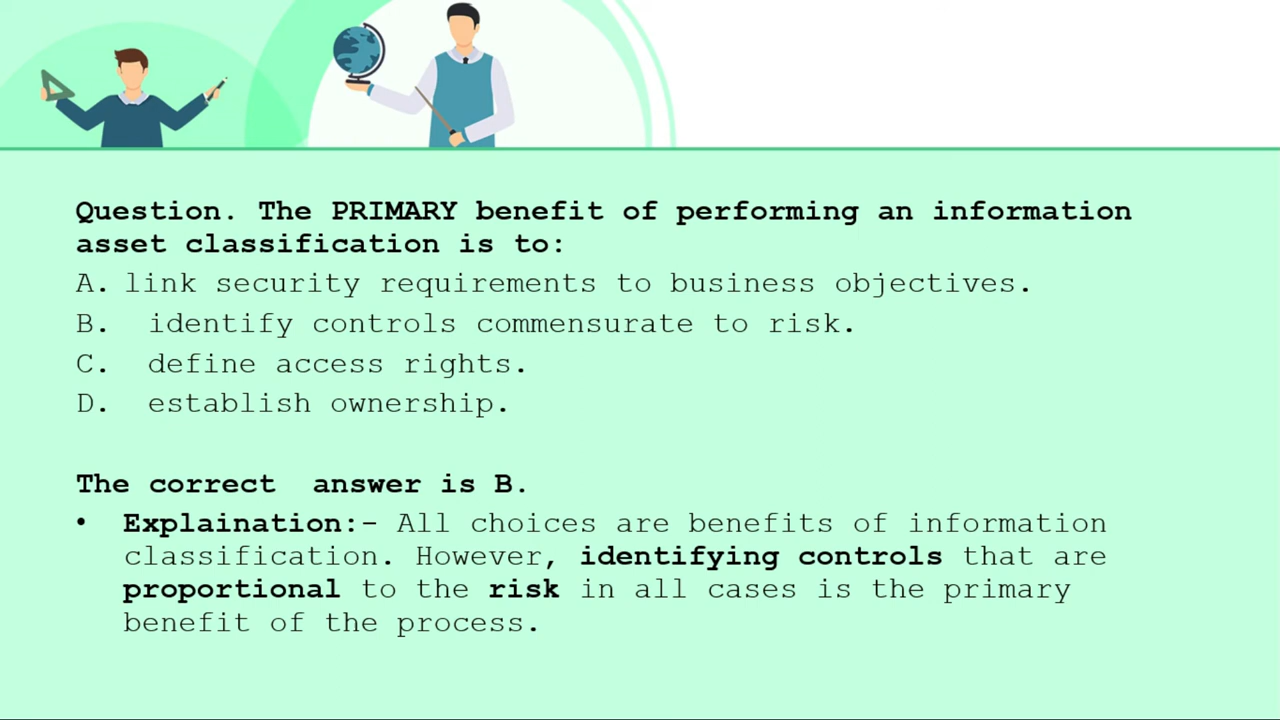 Question. The PRIMARY benefit of performing an information
asset classification is to:
A. link security requirements to business objectives.
B. identify controls commensurate to risk.
C. define access rights.
D. establish ownership.
The correct answer is B.
• Explaination:- All choices are benefits of information
classification. However, identifying controls that are
proportional to the risk in all cases is the primary
benefit of the process.